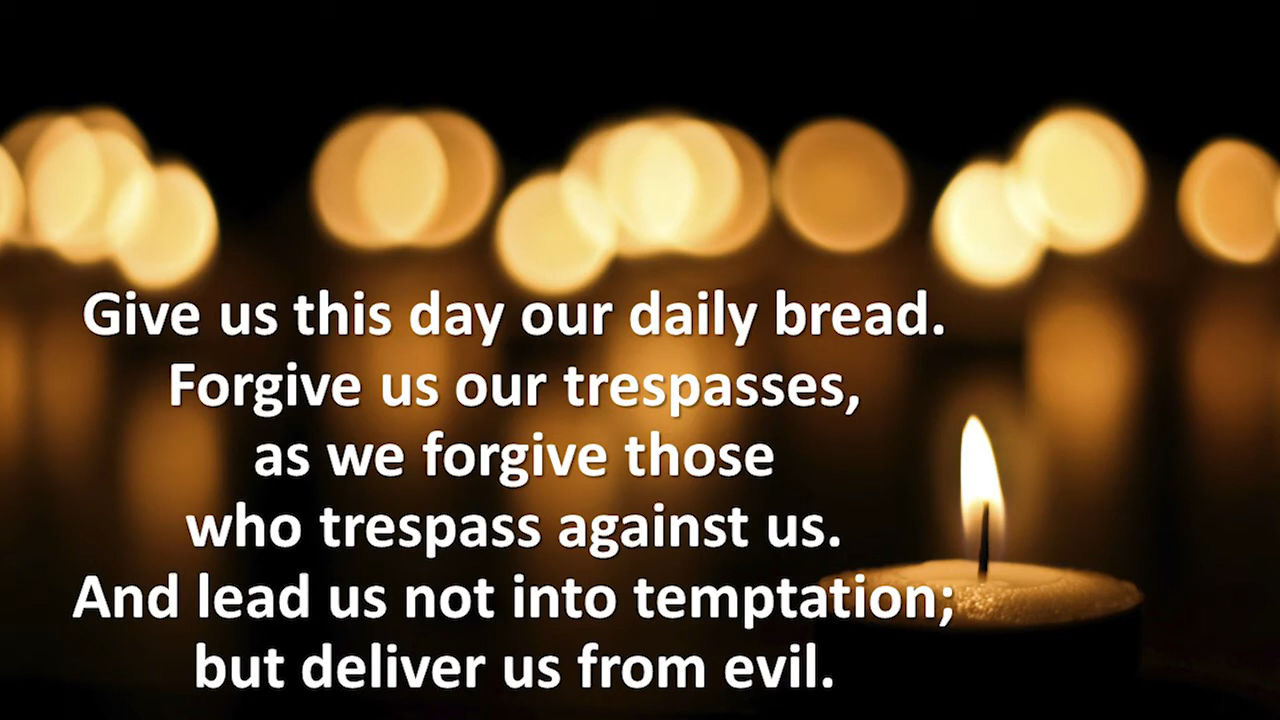 Give us this day our daily bread.
Forgive us our trespasses,
as we forgive those
who trespass against us.
And lead us not into temptation;
but deliver us from evil.